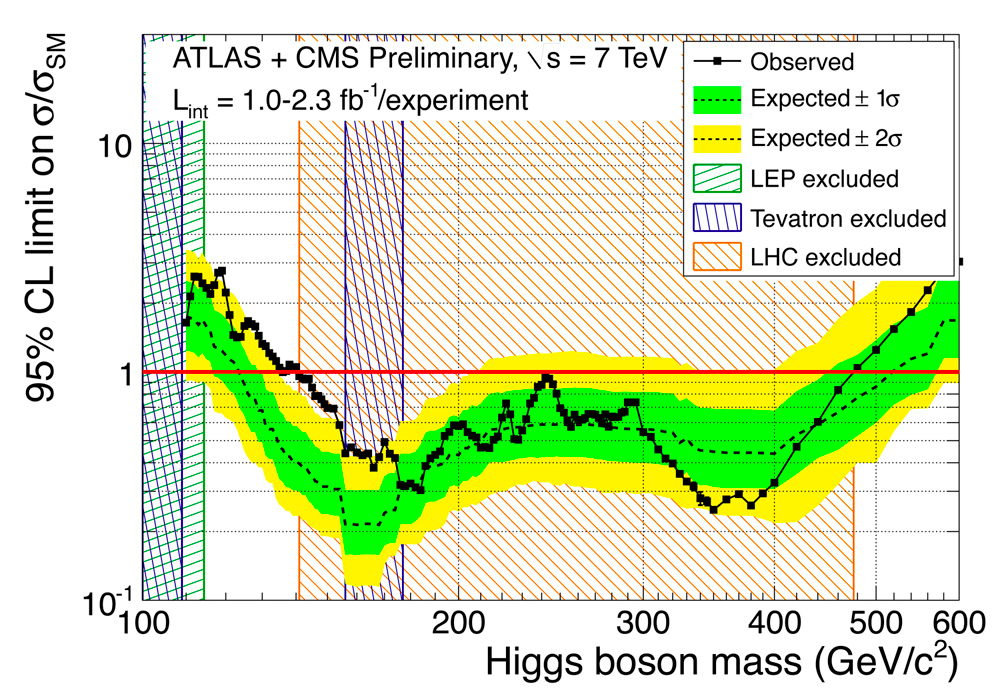 ATLAS + CMS Preliminary, \ s = 7 TeV
L_int = 1.0-2.3 fb⁻¹/experiment
Observed
Expected ± 1σ
Expected ± 2σ
LEP excluded
Tevatron excluded
LHC excluded
95% CL limit on σ/σ_SM
10
1
10⁻¹
100 200 300 400 500 600
Higgs boson mass (GeV/c²)